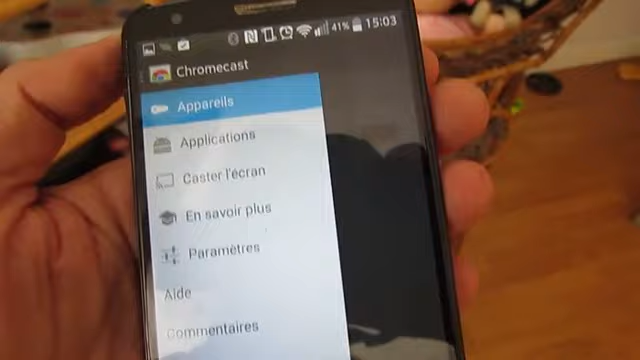 41% 15:03
Chromecast
Appareils
Applications
Caster l'écran
En savoir plus
Paramètres
Aide
Commentaires